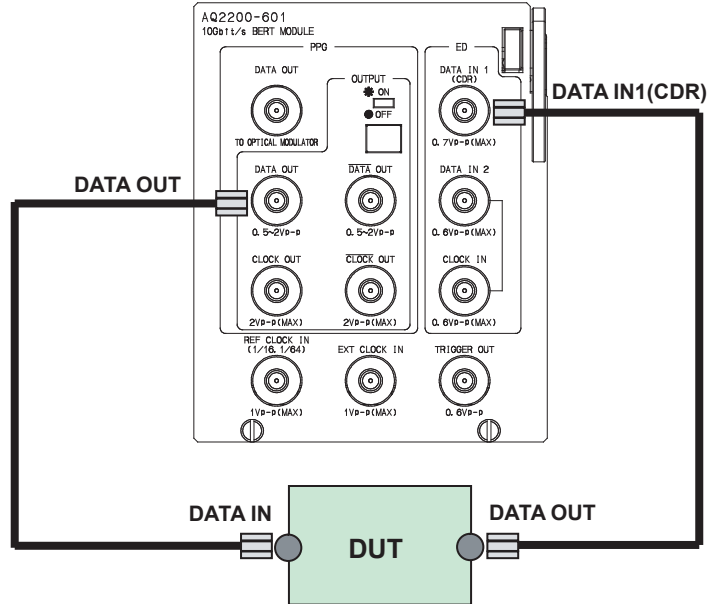 AQ2200-601
10Gbit/s BERT MODULE
PPG
ED
DATA OUT
TO OPTICAL MODULATOR
OUTPUT
ON
OFF
DATA IN 1
(CDR)
0.7Vp-p(MAX)
DATA IN1(CDR)
DATA OUT
DATA OUT
0.5~2Vp-p
DATA OUT
0.5~2Vp-p
DATA IN 2
0.6Vp-p(MAX)
CLOCK OUT
2Vp-p(MAX)
CLOCK OUT
2Vp-p(MAX)
CLOCK IN
0.6Vp-p(MAX)
REF CLOCK IN
(1/16.1/64)
1Vp-p(MAX)
EXT CLOCK IN
1Vp-p(MAX)
TRIGGER OUT
0.6Vp-p
DATA IN
DUT
DATA OUT